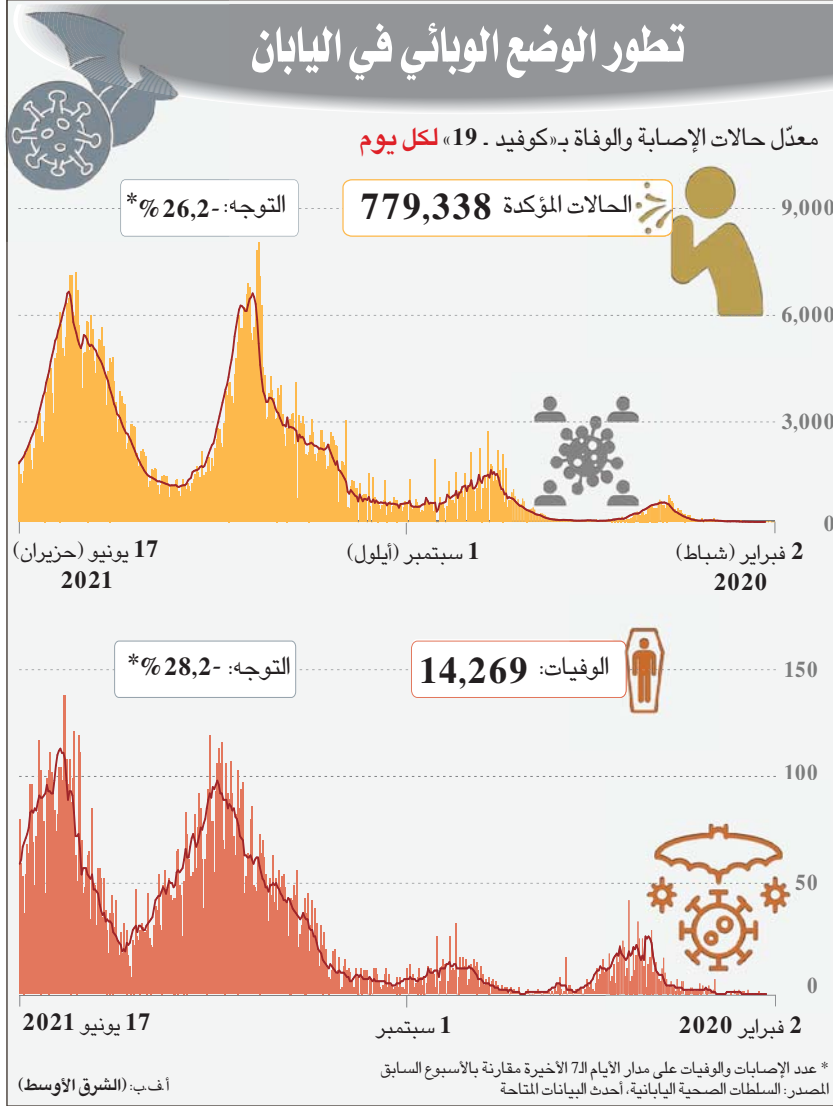 تطور الوضع الوبائي في اليابان
معدّل حالات الإصابة والوفاة بـ«كوفيد ـ 19» لكل يوم
الحالات المؤكدة 779,338
التوجه: -26,2 %*
9,000
6,000
3,000
0
2 فبراير (شباط)
2020
1 سبتمبر (أيلول)
17 يونيو (حزيران)
2021
الوفيات: 14,269
التوجه: -28,2 %*
150
100
50
0
2 فبراير 2020
1 سبتمبر
17 يونيو 2021
* عدد الإصابات والوفيات على مدار الأيام الـ7 الأخيرة مقارنة بالأسبوع السابق
المصدر: السلطات الصحية اليابانية، أحدث البيانات المتاحة
أ.ف.ب: (الشرق الأوسط)